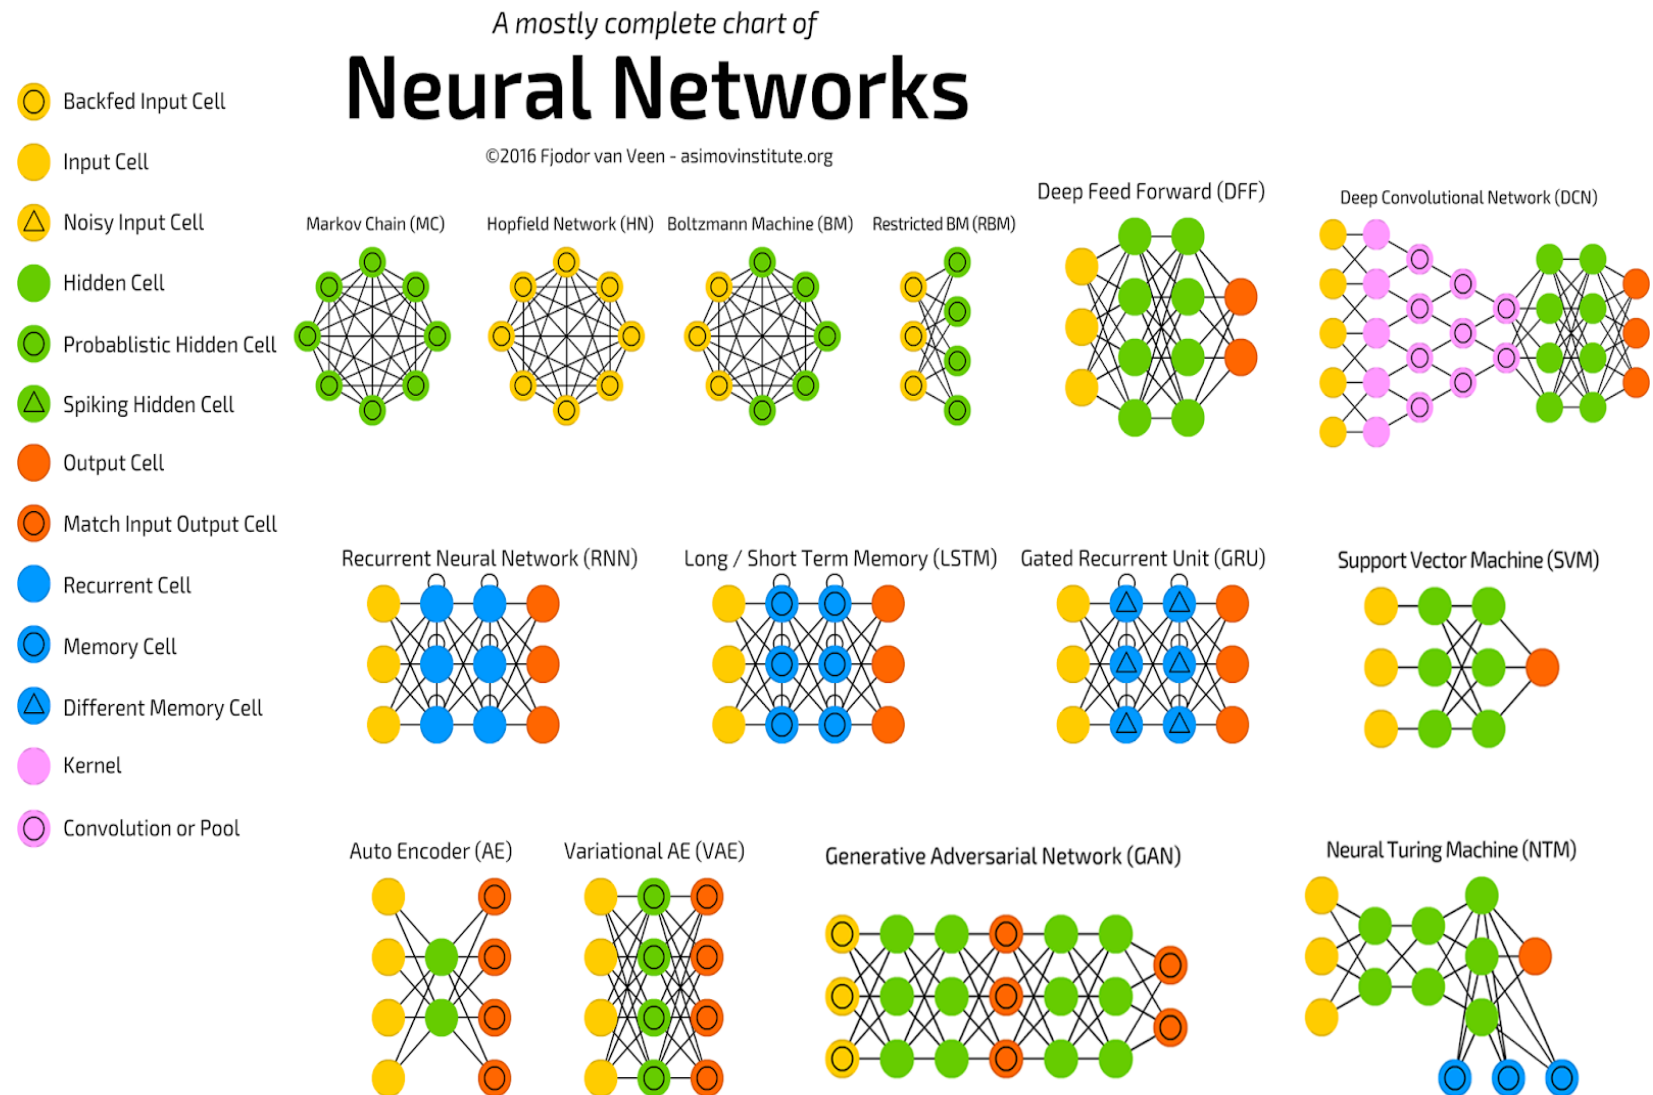 A mostly complete chart of
Neural Networks
©2016 Fjodor van Veen - asimovinstitute.org
Backfed Input Cell
Input Cell
Noisy Input Cell
Hidden Cell
Probablistic Hidden Cell
Spiking Hidden Cell
Output Cell
Match Input Output Cell
Recurrent Cell
Memory Cell
Different Memory Cell
Kernel
Convolution or Pool
Markov Chain (MC)
Hopfield Network (HN)
Boltzmann Machine (BM)
Restricted BM (RBM)
Deep Feed Forward (DFF)
Deep Convolutional Network (DCN)
Recurrent Neural Network (RNN)
Long / Short Term Memory (LSTM)
Gated Recurrent Unit (GRU)
Support Vector Machine (SVM)
Auto Encoder (AE)
Variational AE (VAE)
Generative Adversarial Network (GAN)
Neural Turing Machine (NTM)